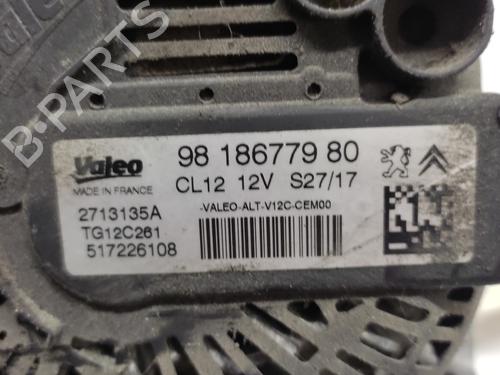 Valeo
MADE IN FRANCE
98 186779 80
CL12 12V S27/17
2713135A
TG12C261
517226108
-VALEO-ALT-V12C-CEM00
B-PARTS